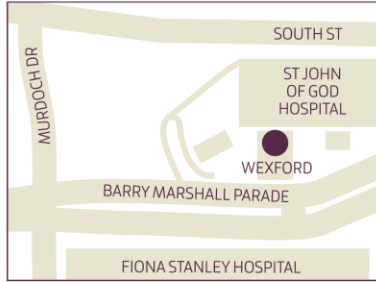 SOUTH ST
MURDOCH DR
ST JOHN
OF GOD
HOSPITAL
WEXFORD
BARRY MARSHALL PARADE
FIONA STANLEY HOSPITAL